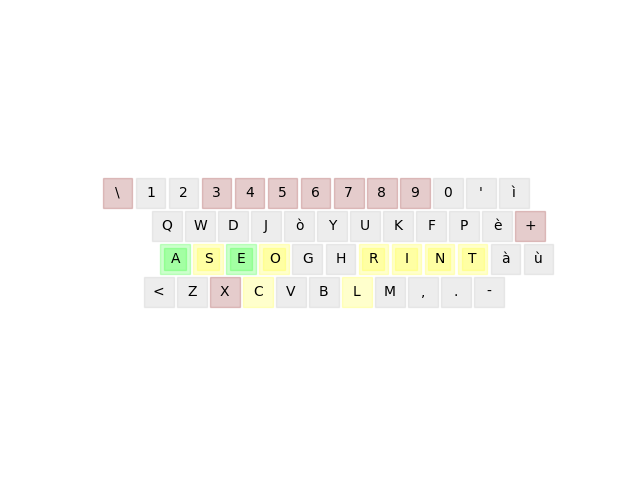 \ 1 2 3 4 5 6 7 8 9 0 ' ì
Q W D J ò Y U K F P è +
A S E O G H R I N T à ù
< Z X C V B L M , . -